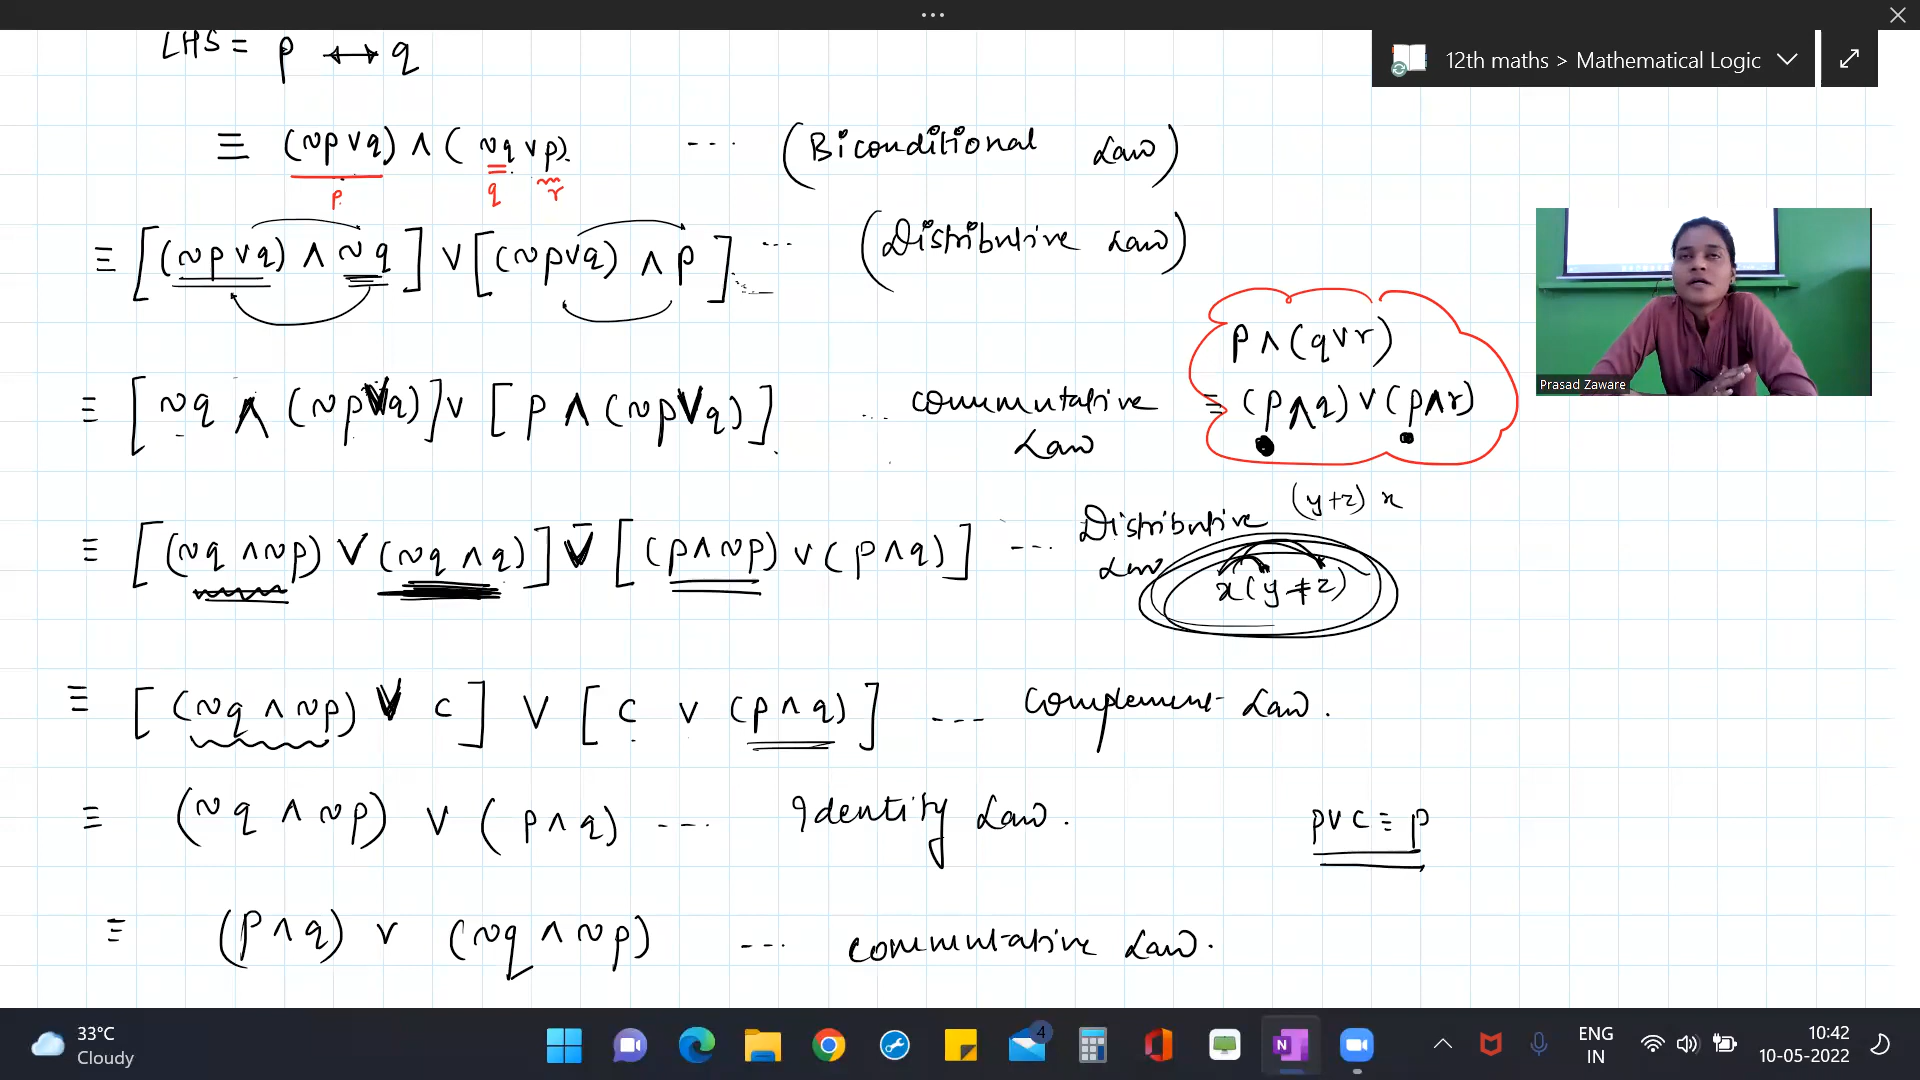 LHS ≡ p ↔ q
12th maths > Mathematical Logic
≡ (~p∨q) ∧ (~q∨p) ---- (Biconditional Law)
p q r
≡ [(~p∨q) ∧ ~q] ∨ [(~p∨q) ∧ p] ---- (Distributive Law)
p∧(q∨r)
≡ (p∧q)∨(p∧r)
Prasad Zaware
≡ [~q ∧ (~p∨q)] ∨ [p ∧ (~p∨q)] ... commutative
Law
(y+z) x
≡ [(~q ∧ ~p) ∨ (~q ∧ q)] ∨ [(p∧~p) ∨ (p∧q)] ---- Distributive
Law
x(y+z)
≡ [(~q ∧ ~p) ∨ c] ∨ [c ∨ (p∧q)] --- complement Law.
≡ (~q ∧ ~p) ∨ (p∧q) ---- Identity Law.
p∨c ≡ p
≡ (p∧q) ∨ (~q ∧ ~p) --- commutative Law.
33°C
Cloudy
4
N
ENG
IN
10:42
10-05-2022